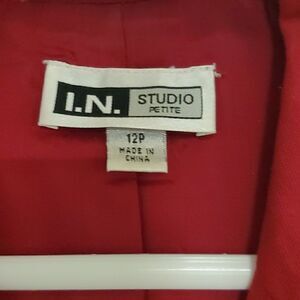 I.N. STUDIO
PETITE
12P
MADE IN
CHINA